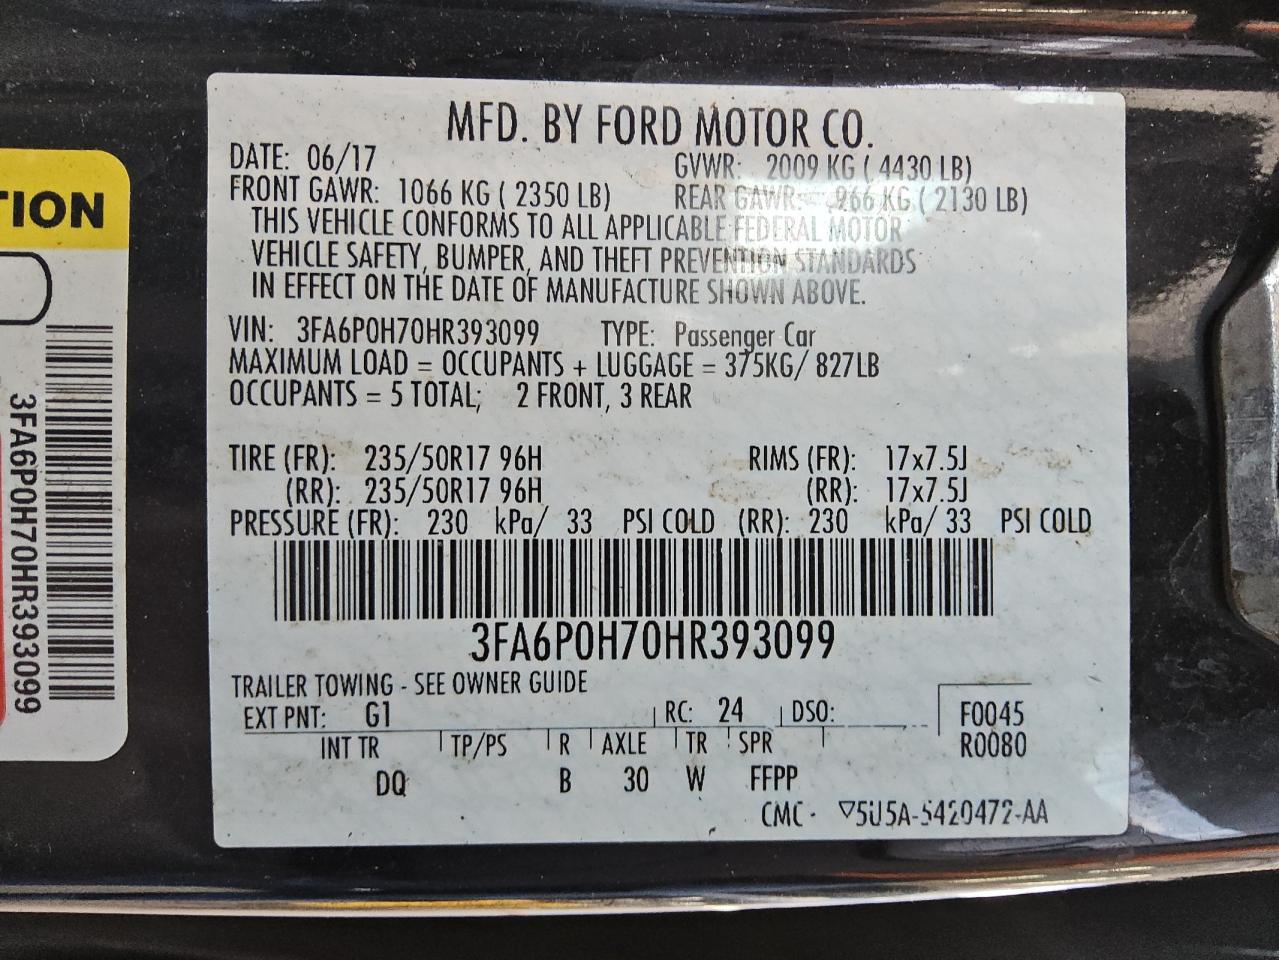 MFD. BY FORD MOTOR CO.
DATE: 06/17 GVWR: 2009 KG ( 4430 LB)
FRONT GAWR: 1066 KG ( 2350 LB) REAR GAWR: 966 KG ( 2130 LB)
THIS VEHICLE CONFORMS TO ALL APPLICABLE FEDERAL MOTOR
VEHICLE SAFETY, BUMPER, AND THEFT PREVENTION STANDARDS
IN EFFECT ON THE DATE OF MANUFACTURE SHOWN ABOVE.
VIN: 3FA6P0H70HR393099 TYPE: Passenger Car
MAXIMUM LOAD = OCCUPANTS + LUGGAGE = 375KG/ 827LB
OCCUPANTS = 5 TOTAL; 2 FRONT, 3 REAR
TIRE (FR): 235/50R17 96H RIMS (FR): 17x7.5J
(RR): 235/50R17 96H (RR): 17x7.5J
PRESSURE (FR): 230 kPa/ 33 PSI COLD (RR): 230 kPa/ 33 PSI COLD
3FA6P0H70HR393099
TRAILER TOWING - SEE OWNER GUIDE
EXT PNT: G1 RC: 24 DSO: F0045
INT TR TP/PS R AXLE TR SPR R0080
DQ B 30 W FFPP
CMC - ▽5U5A-5420472-AA
TION
3FA6P0H70HR393099